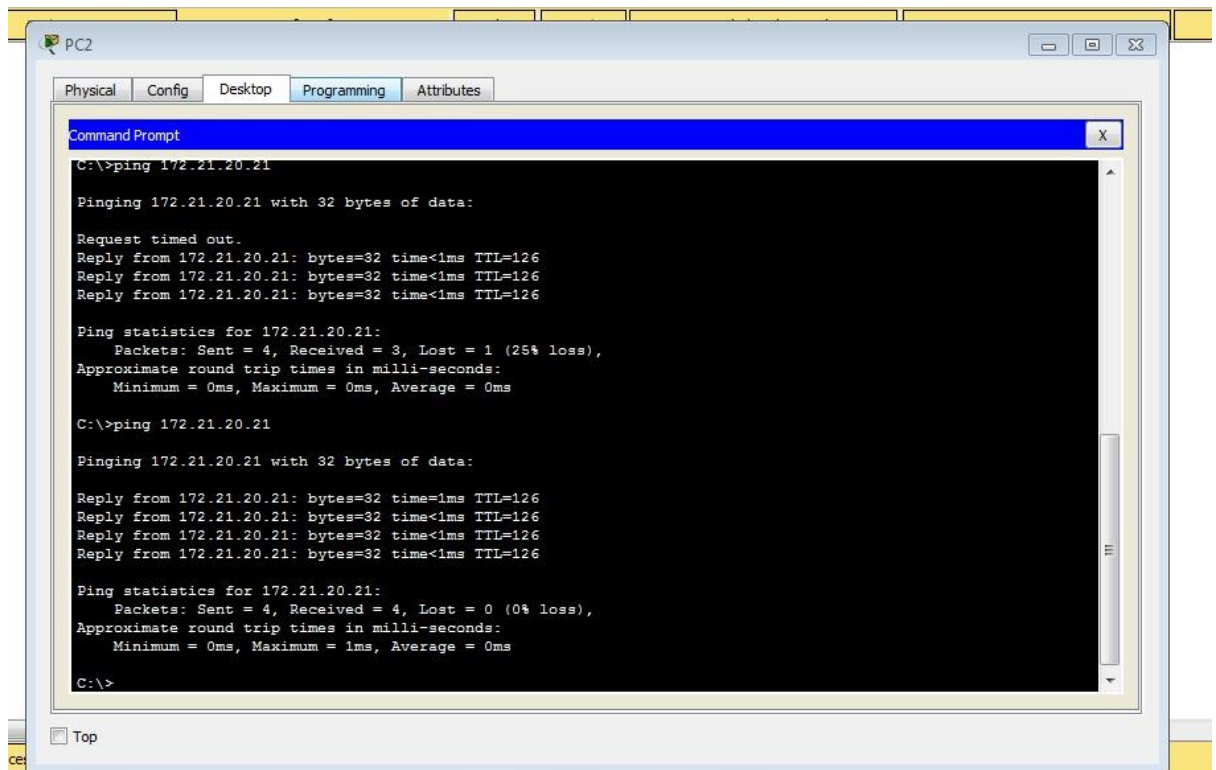 PC2
Physical Config Desktop Programming Attributes
Command Prompt X
C:\>ping 172.21.20.21
Pinging 172.21.20.21 with 32 bytes of data:
Request timed out.
Reply from 172.21.20.21: bytes=32 time<1ms TTL=126
Reply from 172.21.20.21: bytes=32 time<1ms TTL=126
Reply from 172.21.20.21: bytes=32 time<1ms TTL=126
Ping statistics for 172.21.20.21:
Packets: Sent = 4, Received = 3, Lost = 1 (25% loss),
Approximate round trip times in milli-seconds:
Minimum = 0ms, Maximum = 0ms, Average = 0ms
C:\>ping 172.21.20.21
Pinging 172.21.20.21 with 32 bytes of data:
Reply from 172.21.20.21: bytes=32 time=1ms TTL=126
Reply from 172.21.20.21: bytes=32 time<1ms TTL=126
Reply from 172.21.20.21: bytes=32 time<1ms TTL=126
Reply from 172.21.20.21: bytes=32 time<1ms TTL=126
Ping statistics for 172.21.20.21:
Packets: Sent = 4, Received = 4, Lost = 0 (0% loss),
Approximate round trip times in milli-seconds:
Minimum = 0ms, Maximum = 1ms, Average = 0ms
C:\>
Top